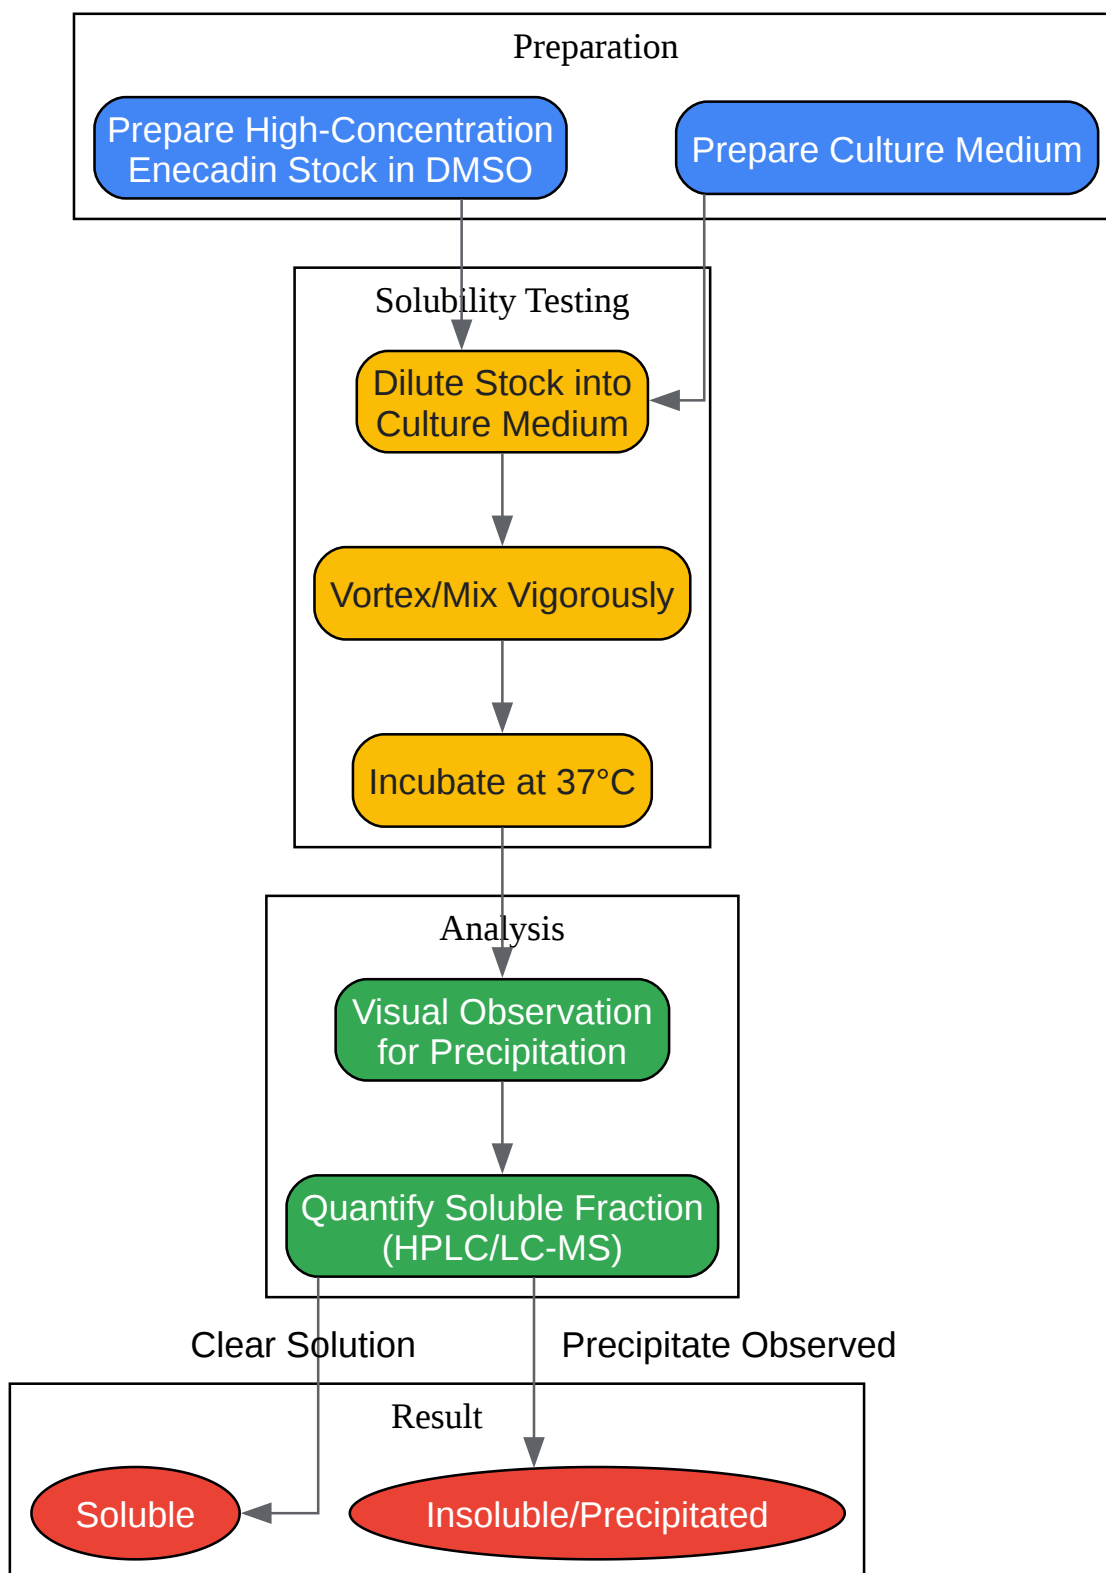 Preparation
Prepare High-Concentration
Enecadin Stock in DMSO
Prepare Culture Medium
Solubility Testing
Dilute Stock into
Culture Medium
Vortex/Mix Vigorously
Incubate at 37°C
Analysis
Visual Observation
for Precipitation
Quantify Soluble Fraction
(HPLC/LC-MS)
Clear Solution
Precipitate Observed
Result
Soluble
Insoluble/Precipitated